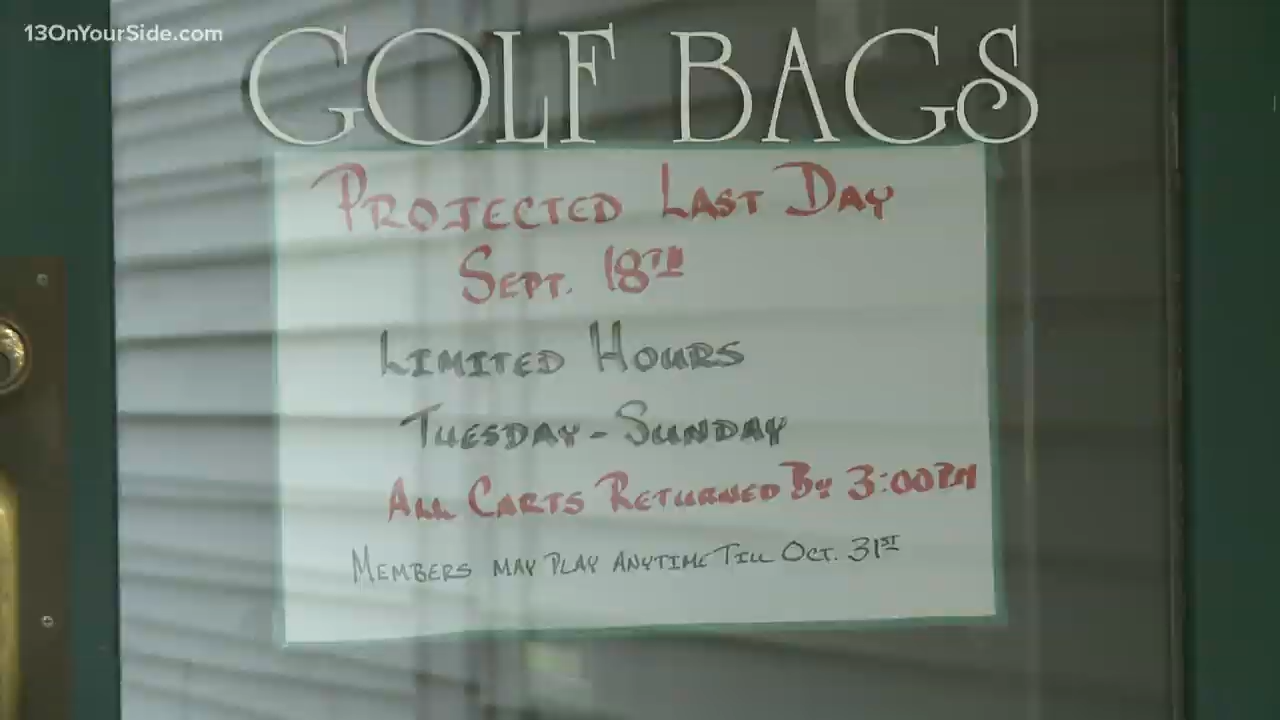 13OnYourSide.com
GOLF BAGS
PROJECTED LAST DAY
SEPT. 18TH
LIMITED HOURS
TUESDAY - SUNDAY
ALL CARTS RETURNED BY 3:00PM
MEMBERS MAY PLAY ANYTIME TILL OCT. 31ST